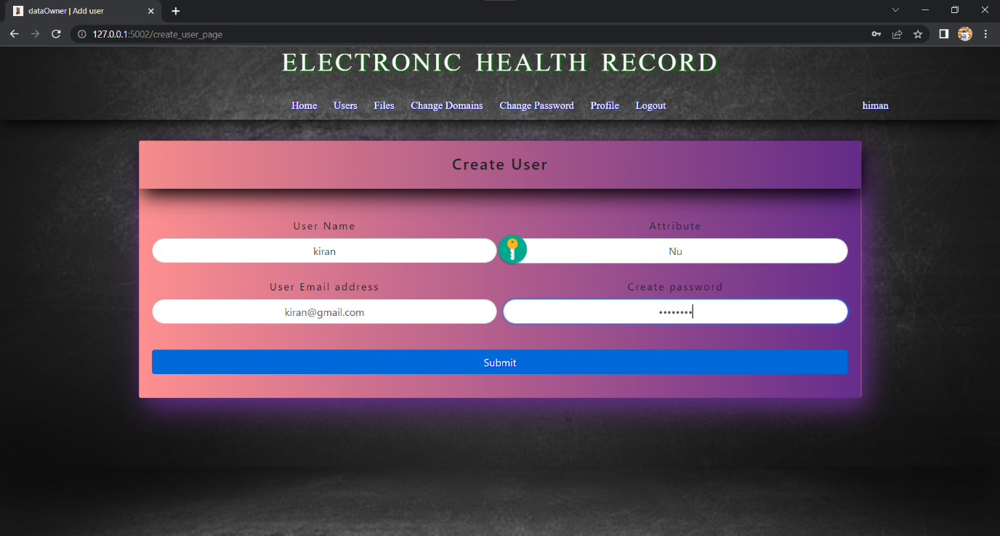 dataOwner | Add user
127.0.0.1:5002/create_user_page
ELECTRONIC HEALTH RECORD
Home Users Files Change Domains Change Password Profile Logout himan
Create User
User Name Attribute
kiran Nu
User Email address Create password
kiran@gmail.com ••••••••
Submit